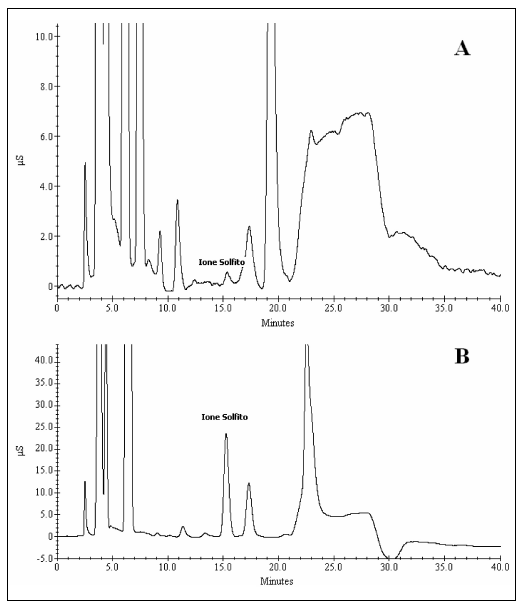 A
10.0
8.0
6.0
µS
4.0
2.0
Ione Solfito
0
0 5.0 10.0 15.0 20.0 25.0 30.0 35.0 40.0
Minutes
B
40.0
35.0
30.0
25.0
Ione Solfito
20.0
µS
15.0
10.0
5.0
0
-5.0
0 5.0 10.0 15.0 20.0 25.0 30.0 35.0 40.0
Minutes